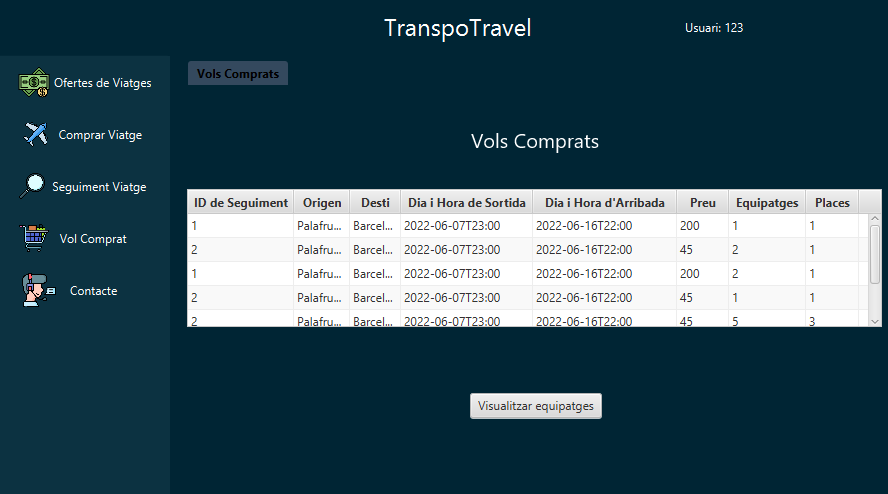 TranspoTravel
Usuari: 123
Ofertes de Viatges
Comprar Viatge
Seguiment Viatge
Vol Comprat
Contacte
Vols Comprats
Vols Comprats
ID de Seguiment Origen Desti Dia i Hora de Sortida Dia i Hora d'Arribada Preu Equipatges Places
1 Palafru... Barcel... 2022-06-07T23:00 2022-06-16T22:00 200 1 1
2 Palafru... Barcel... 2022-06-07T23:00 2022-06-16T22:00 45 2 1
1 Palafru... Barcel... 2022-06-07T23:00 2022-06-16T22:00 200 2 1
2 Palafru... Barcel... 2022-06-07T23:00 2022-06-16T22:00 45 1 1
2 Palafru... Barcel... 2022-06-07T23:00 2022-06-16T22:00 45 5 3
Visualitzar equipatges